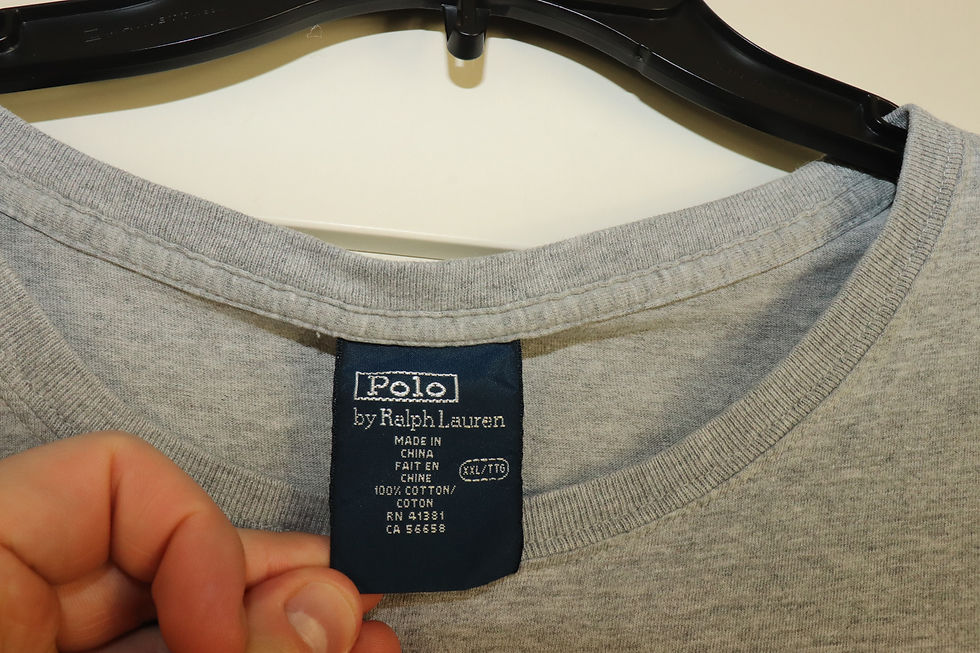 Polo
by Ralph Lauren
MADE IN
CHINA
FAIT EN
CHINE
XXL/TTG
100% COTTON/
COTON
RN 41381
CA 56658